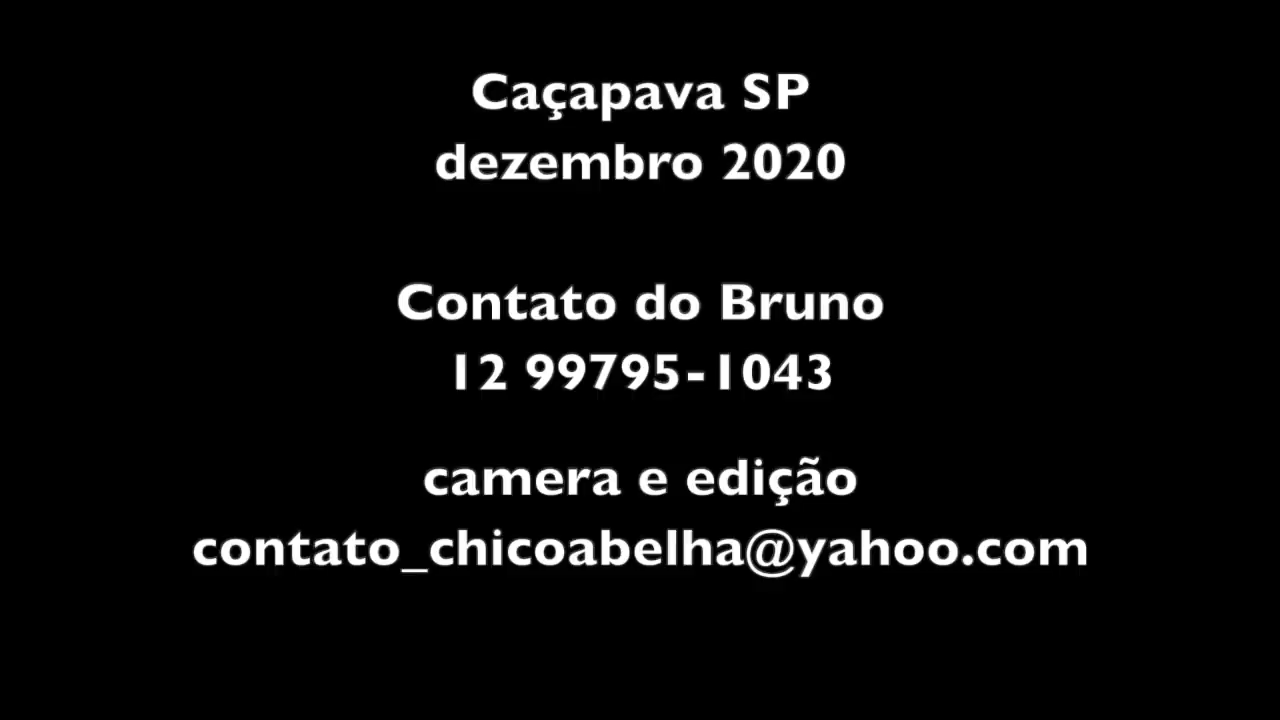 Caçapava SP
dezembro 2020
Contato do Bruno
12 99795-1043
camera e edição
contato_chicoabelha@yahoo.com